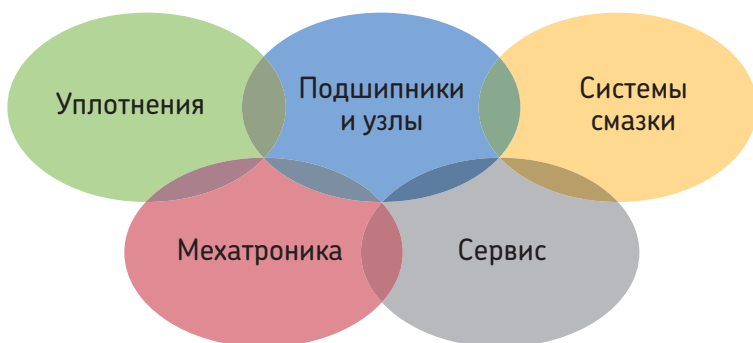 Уплотнения
Подшипники
и узлы
Системы
смазки
Мехатроника
Сервис